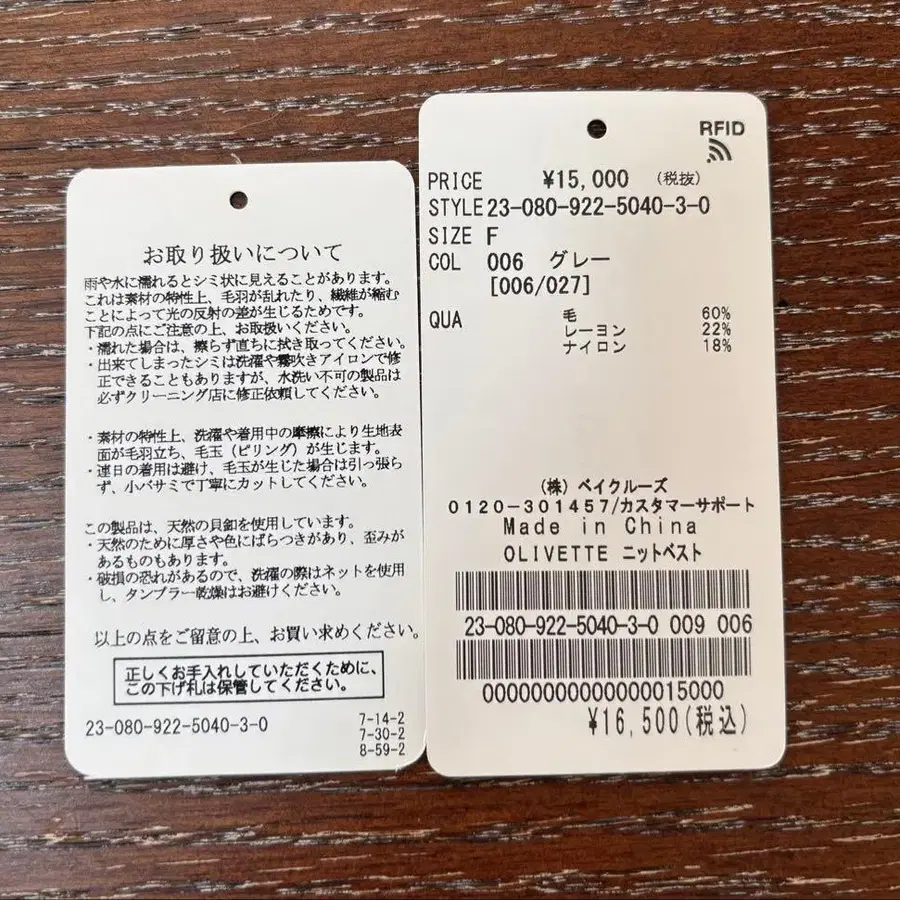 お取り扱いについて
雨や水に濡れるとシミ状に見えることがあります。
これは素材の特性上、毛羽が乱れたり、繊維が縮む
ことによって光の反射の差が生じるためです。
下記の点にご注意の上、お取扱いください。
・濡れた場合は、擦らず直ちに拭き取ってください。
・出来てしまったシミは洗濯や霧吹きアイロンで修
正できることもありますが、水洗い不可の製品は
必ずクリーニング店に修正依頼してください。
・素材の特性上、洗濯や着用中の摩擦により生地表
面が毛羽立ち、毛玉（ピリング）が生じます。
・連日の着用は避け、毛玉が生じた場合は引っ張ら
ず、小バサミで丁寧にカットしてください。
この製品は、天然の貝釦を使用しています。
・天然のために厚さや色にばらつきがあり、歪みが
あるものもあります。
・破損の恐れがあるので、洗濯の際はネットを使用
し、タンブラー乾燥はお避けください。
以上の点をご留意の上、お買い求めください。
正しくお手入れしていただくために、
この下げ札は保管してください。
23-080-922-5040-3-0
7-14-2
7-30-2
8-59-2
RFID
PRICE ¥15,000 (税抜)
STYLE 23-080-922-5040-3-0
SIZE F
COL 006 グレー
[006/027]
QUA 毛 60%
レーヨン 22%
ナイロン 18%
(株) ベイクルーズ
0120-301457/カスタマーサポート
Made in China
OLIVETTE ニットベスト
23-080-922-5040-3-0 009 006
00000000000000015000
¥16,500(税込)